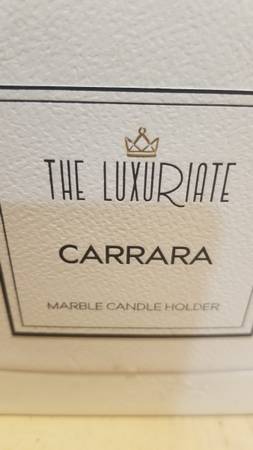 THE LUXURIATE
CARRARA
MARBLE CANDLE HOLDER